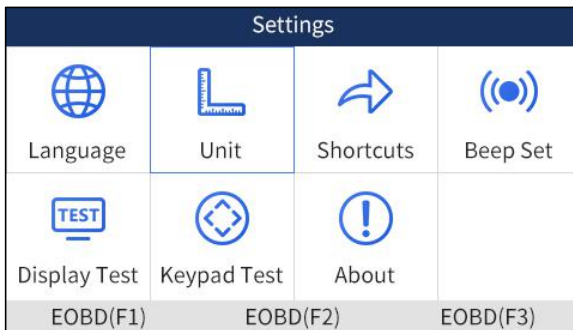 Settings
Language Unit Shortcuts Beep Set
TEST
Display Test Keypad Test About
EOBD(F1) EOBD(F2) EOBD(F3)